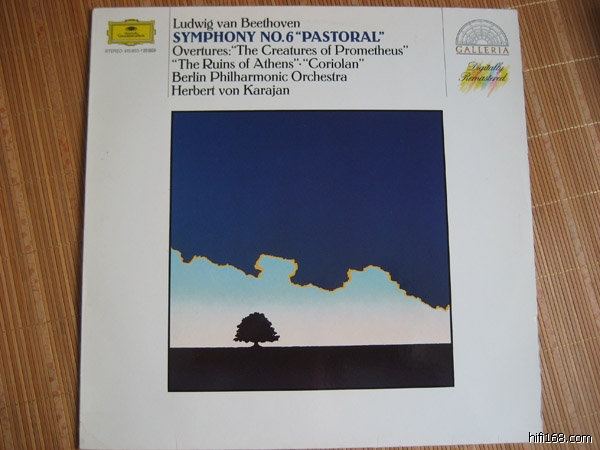 Ludwig van Beethoven
SYMPHONY NO.6 “PASTORAL”
Overtures: “The Creatures of Prometheus”
“The Ruins of Athens” · “Coriolan”
Berlin Philharmonic Orchestra
Herbert von Karajan
STEREO
GALLERIA
Digitally
Remastered
hifi168.com